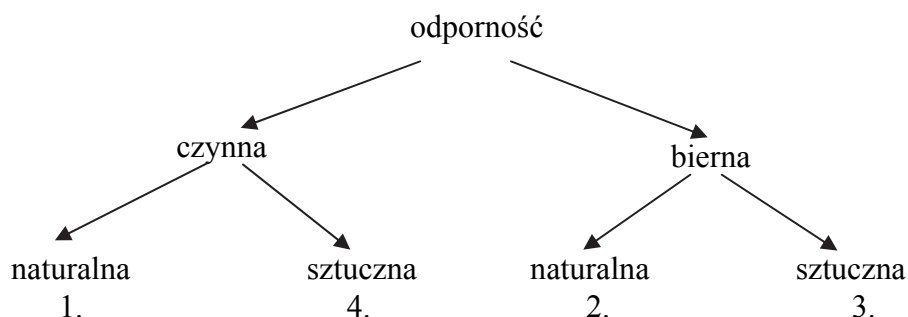 odporność
czynna
bierna
naturalna sztuczna naturalna sztuczna
1. 4. 2. 3.